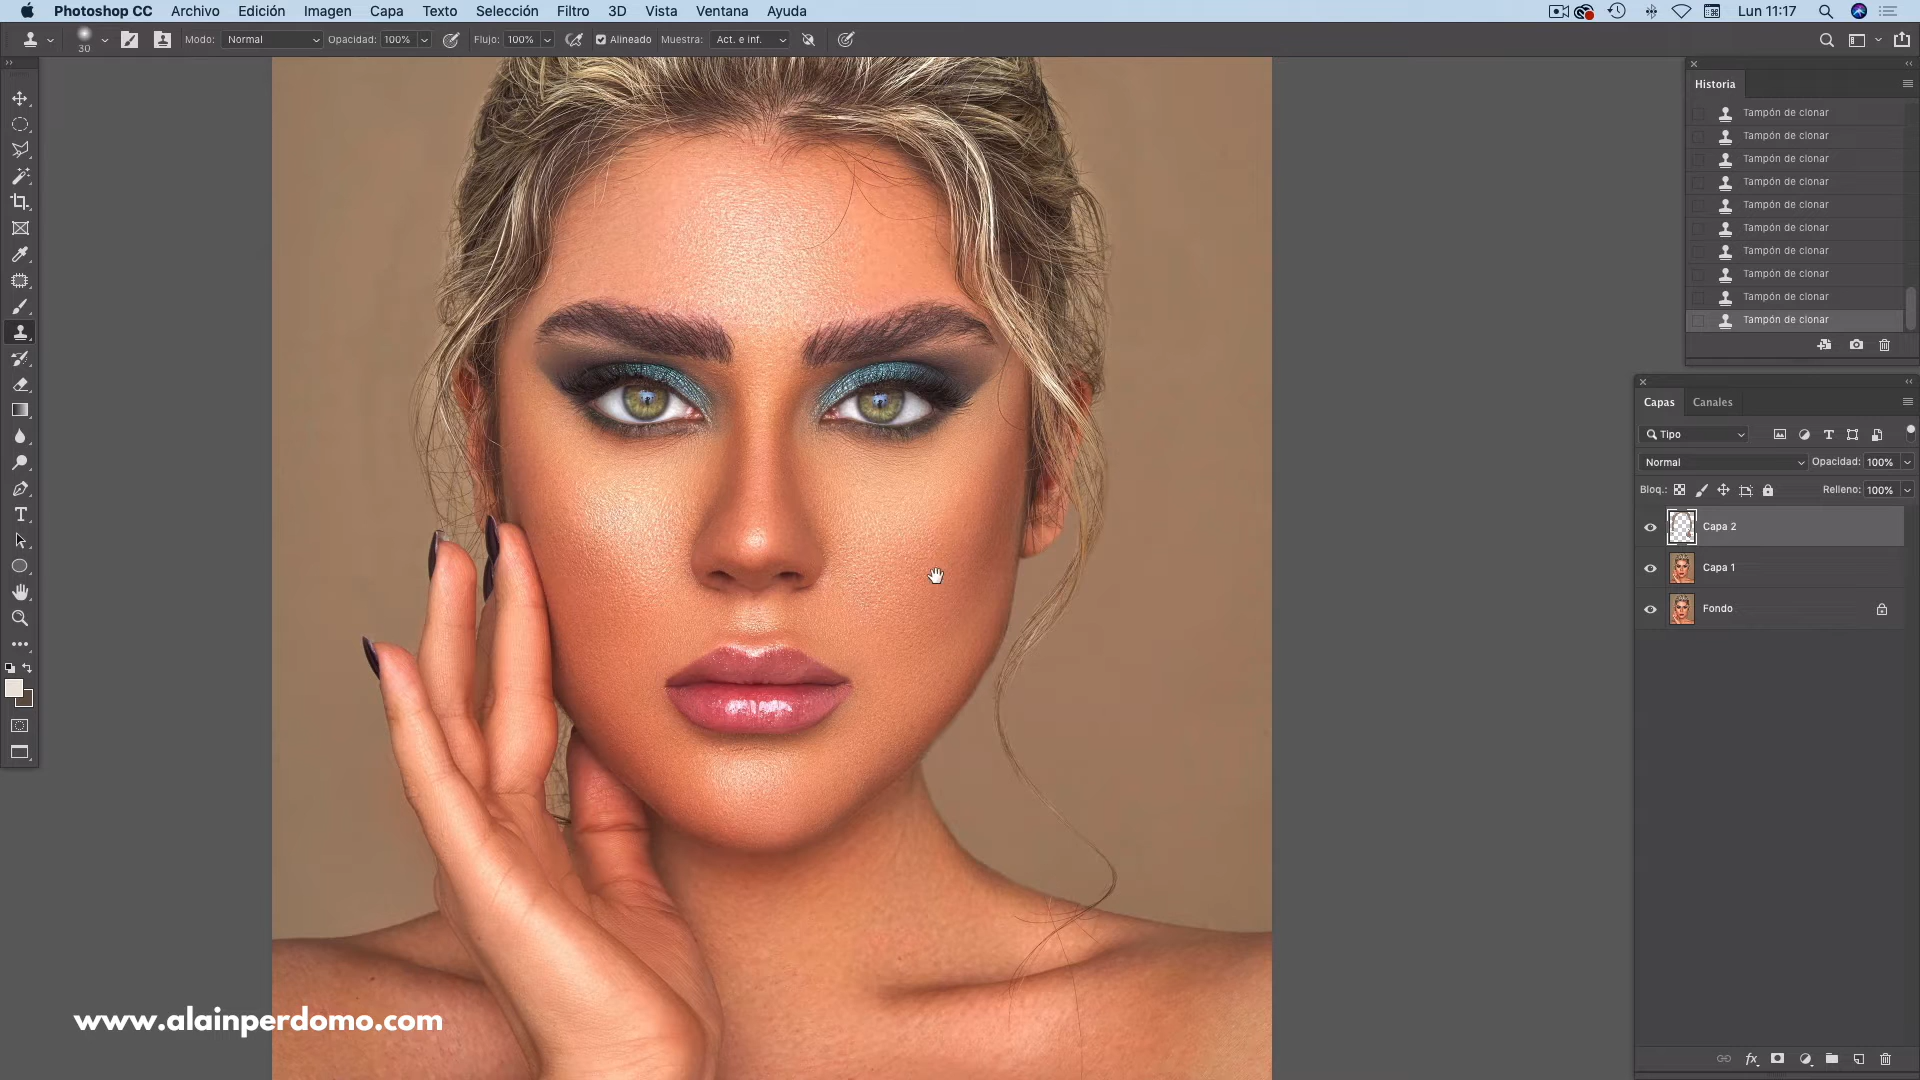 Photoshop CC Archivo Edición Imagen Capa Texto Selección Filtro 3D Vista Ventana Ayuda Lun 11:17
30 Modo: Normal Opacidad: 100% Flujo: 100% Alineado Muestra: Act. e inf.
Historia
Tampón de clonar
Tampón de clonar
Tampón de clonar
Tampón de clonar
Tampón de clonar
Tampón de clonar
Tampón de clonar
Tampón de clonar
Tampón de clonar
Tampón de clonar
Capas Canales
Tipo
Normal Opacidad: 100%
Bloq.: Relleno: 100%
Capa 2
Capa 1
Fondo
www.alainperdomo.com